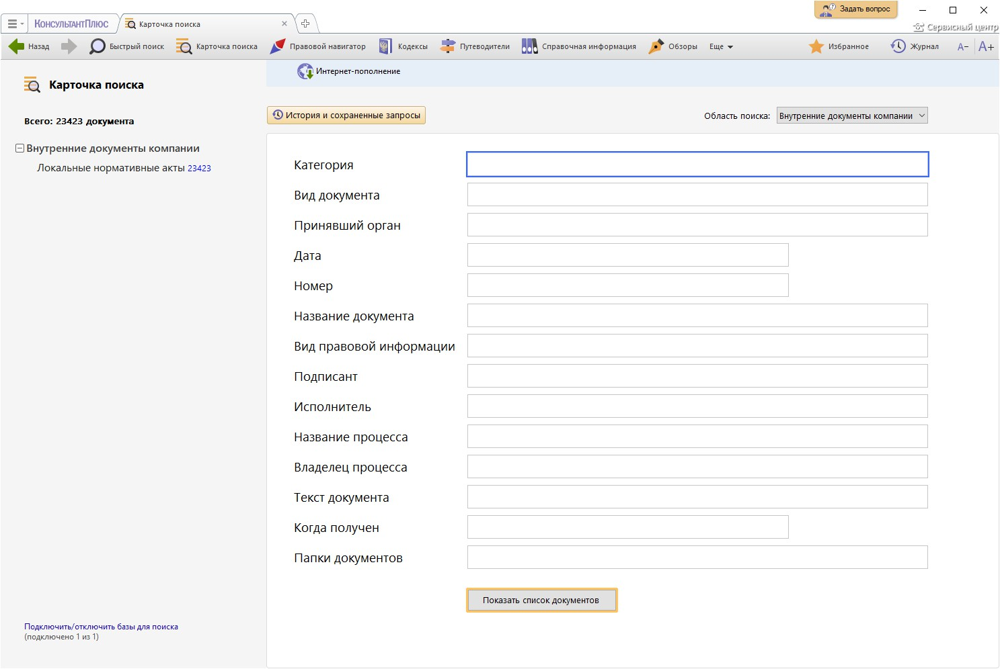 Задать вопрос
КонсультантПлюс
Карточка поиска
Сервисный центр
Назад
Быстрый поиск
Карточка поиска
Правовой навигатор
Кодексы
Путеводители
Справочная информация
Обзоры
Еще
Избранное
Журнал
A−
A+
Интернет-пополнение
Карточка поиска
История и сохраненные запросы
Область поиска:
Внутренние документы компании
Всего: 23423 документа
Внутренние документы компании
Локальные нормативные акты 23423
Категория
Вид документа
Принявший орган
Дата
Номер
Название документа
Вид правовой информации
Подписант
Исполнитель
Название процесса
Владелец процесса
Текст документа
Когда получен
Папки документов
Показать список документов
Подключить/отключить базы для поиска
(подключено 1 из 1)